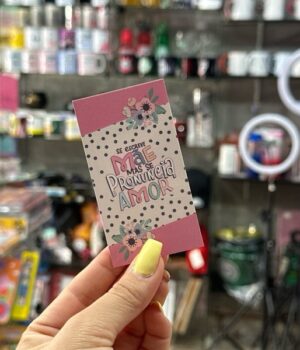 SE ESCREVE
MÃE
MAS SE
PRONUNCIA
AMOR